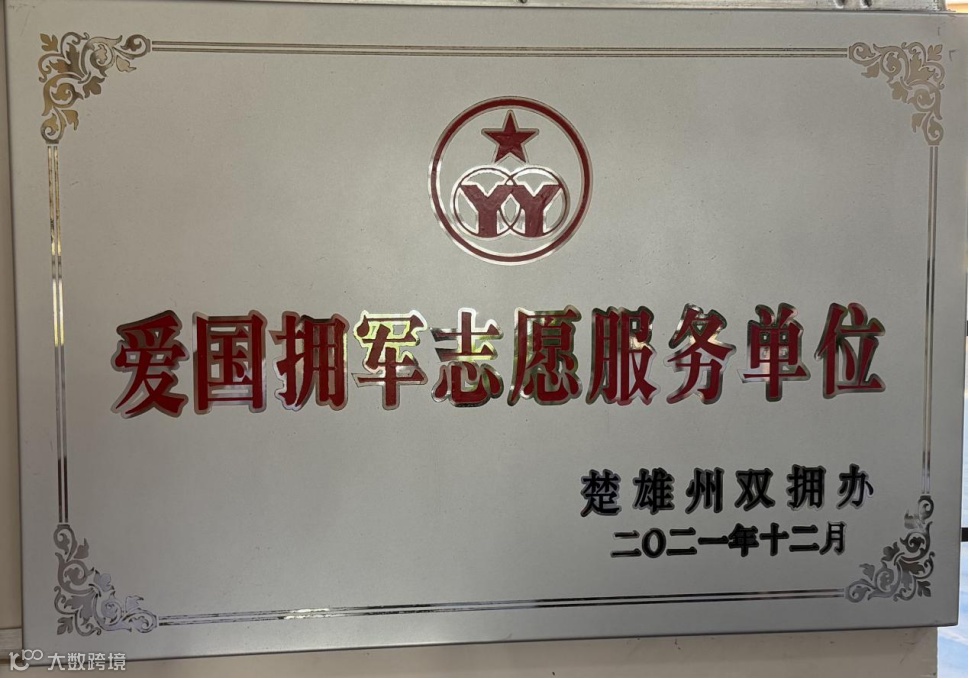 YY
爱国拥军志愿服务单位
楚雄州双拥办
二〇二一年十二月
大数跨境